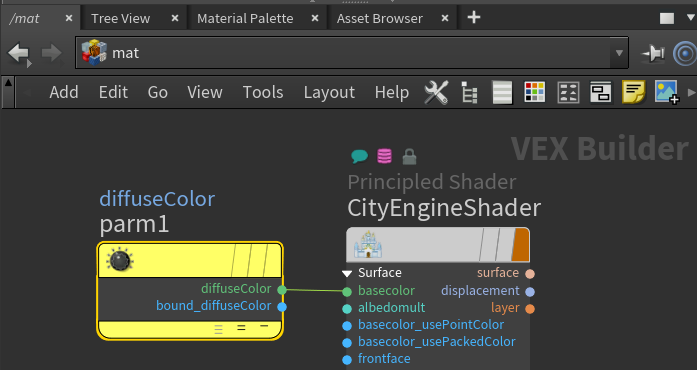 /mat × Tree View × Material Palette × Asset Browser ×
mat
Add Edit Go View Tools Layout Help
VEX Builder
Principled Shader
diffuseColor
CityEngineShader
parm1
Surface surface
diffuseColor basecolor displacement
bound_diffuseColor albedomult layer
basecolor_usePointColor
basecolor_usePackedColor
frontface